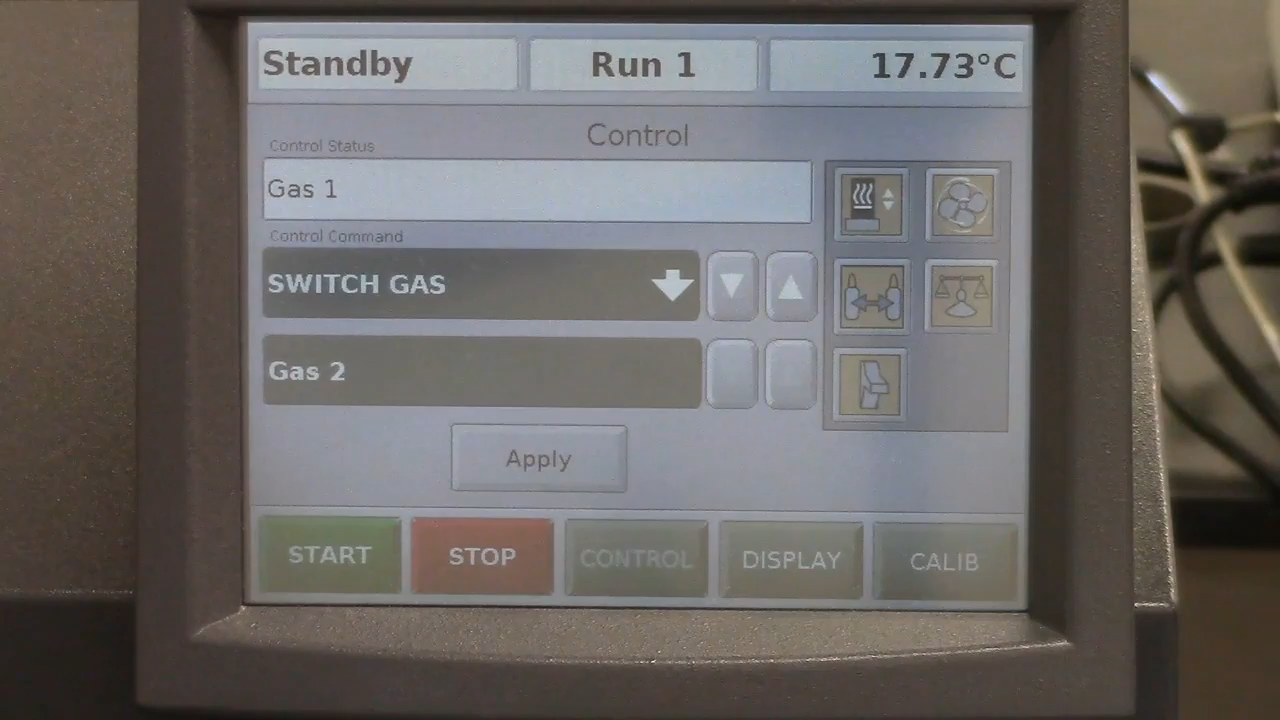 Standby
Run 1
17.73°C
Control
Control Status
Gas 1
Control Command
SWITCH GAS
Gas 2
Apply
START
STOP
CONTROL
DISPLAY
CALIB